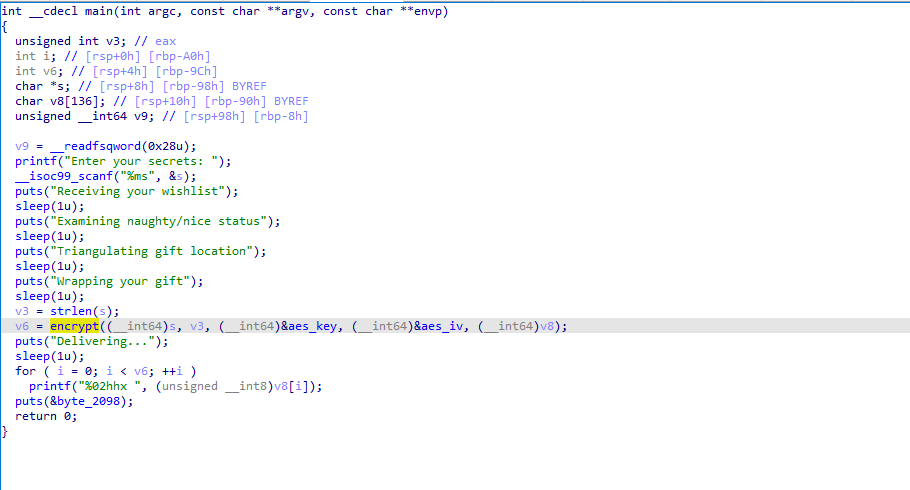 int __cdecl main(int argc, const char **argv, const char **envp)
{
  unsigned int v3; // eax
  int i; // [rsp+0h] [rbp-A0h]
  int v6; // [rsp+4h] [rbp-9Ch]
  char *s; // [rsp+8h] [rbp-98h] BYREF
  char v8[136]; // [rsp+10h] [rbp-90h] BYREF
  unsigned __int64 v9; // [rsp+98h] [rbp-8h]

  v9 = __readfsqword(0x28u);
  printf("Enter your secrets: ");
  __isoc99_scanf("%ms", &s);
  puts("Receiving your wishlist");
  sleep(1u);
  puts("Examining naughty/nice status");
  sleep(1u);
  puts("Triangulating gift location");
  sleep(1u);
  puts("Wrapping your gift");
  sleep(1u);
  v3 = strlen(s);
  v6 = encrypt((__int64)s, v3, (__int64)&aes_key, (__int64)&aes_iv, (__int64)v8);
  puts("Delivering...");
  sleep(1u);
  for ( i = 0; i < v6; ++i )
    printf("%02hhx ", (unsigned __int8)v8[i]);
  puts(&byte_2098);
  return 0;
}